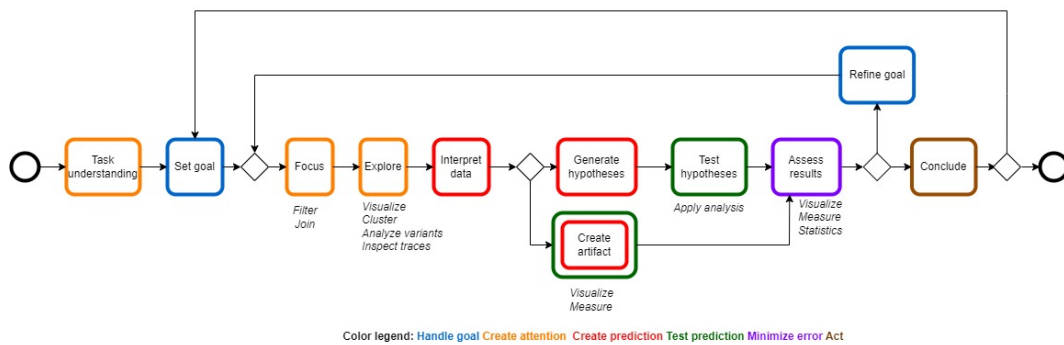 Refine goal
Task
understanding
Set goal
Focus
Explore
Interpret
data
Generate
hypotheses
Test
hypotheses
Assess
results
Conclude
Filter
Join
Visualize
Cluster
Analyze variants
Inspect traces
Apply analysis
Visualize
Measure
Statistics
Create
artifact
Visualize
Measure
Color legend: Handle goal Create attention Create prediction Test prediction Minimize error Act